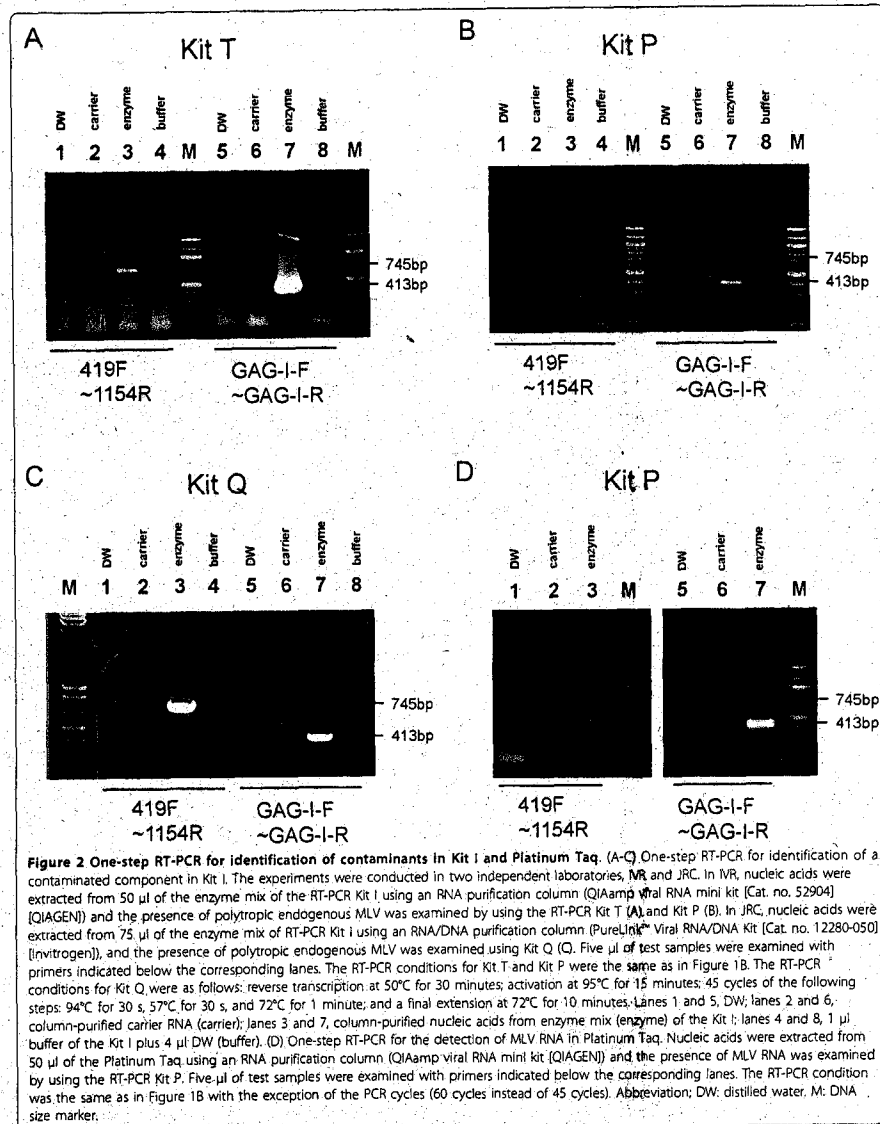 A
Kit T
DW carrier enzyme buffer DW carrier enzyme buffer
1 2 3 4 M 5 6 7 8 M
745bp
413bp
419F
~1154R
GAG-I-F
~GAG-I-R
B
Kit P
DW carrier enzyme buffer DW carrier enzyme buffer
1 2 3 4 M 5 6 7 8 M
745bp
413bp
419F
~1154R
GAG-I-F
~GAG-I-R
C
Kit Q
DW carrier enzyme buffer DW carrier enzyme buffer
M 1 2 3 4 5 6 7 8
745bp
413bp
419F
~1154R
GAG-I-F
~GAG-I-R
D
Kit P
DW carrier enzyme DW carrier enzyme
1 2 3 M 5 6 7 M
745bp
413bp
419F
~1154R
GAG-I-F
~GAG-I-R
Figure 2 One-step RT-PCR for identification of contaminants in Kit I and Platinum Taq. (A-C) One-step RT-PCR for identification of a
contaminated component in Kit I. The experiments were conducted in two independent laboratories, IVR and JRC. In IVR, nucleic acids were
extracted from 50 μl of the enzyme mix of the RT-PCR Kit I using an RNA purification column (QIAamp viral RNA mini kit [Cat. no. 52904]
[QIAGEN]) and the presence of polytropic endogenous MLV was examined by using the RT-PCR Kit T (A) and Kit P (B). In JRC, nucleic acids were
extracted from 75 μl of the enzyme mix of RT-PCR Kit I using an RNA/DNA purification column (PureLink™ Viral RNA/DNA Kit [Cat. no. 12280-050]
[Invitrogen]), and the presence of polytropic endogenous MLV was examined using Kit Q (C). Five μl of test samples were examined with
primers indicated below the corresponding lanes. The RT-PCR conditions for Kit T and Kit P were the same as in Figure 1B. The RT-PCR
conditions for Kit Q were as follows: reverse transcription at 50°C for 30 minutes; activation at 95°C for 15 minutes; 45 cycles of the following
steps: 94°C for 30 s, 57°C for 30 s, and 72°C for 1 minute; and a final extension at 72°C for 10 minutes. Lanes 1 and 5, DW; lanes 2 and 6,
column-purified carrier RNA (carrier); lanes 3 and 7, column-purified nucleic acids from enzyme mix (enzyme) of the Kit I; lanes 4 and 8, 1 μl
buffer of the Kit I plus 4 μl DW (buffer). (D) One-step RT-PCR for the detection of MLV RNA in Platinum Taq. Nucleic acids were extracted from
50 μl of the Platinum Taq using an RNA purification column (QIAamp viral RNA mini kit [QIAGEN]) and the presence of MLV RNA was examined
by using the RT-PCR Kit P. Five μl of test samples were examined with primers indicated below the corresponding lanes. The RT-PCR condition
was the same as in Figure 1B with the exception of the PCR cycles (60 cycles instead of 45 cycles). Abbreviation; DW: distilled water. M: DNA
size marker.